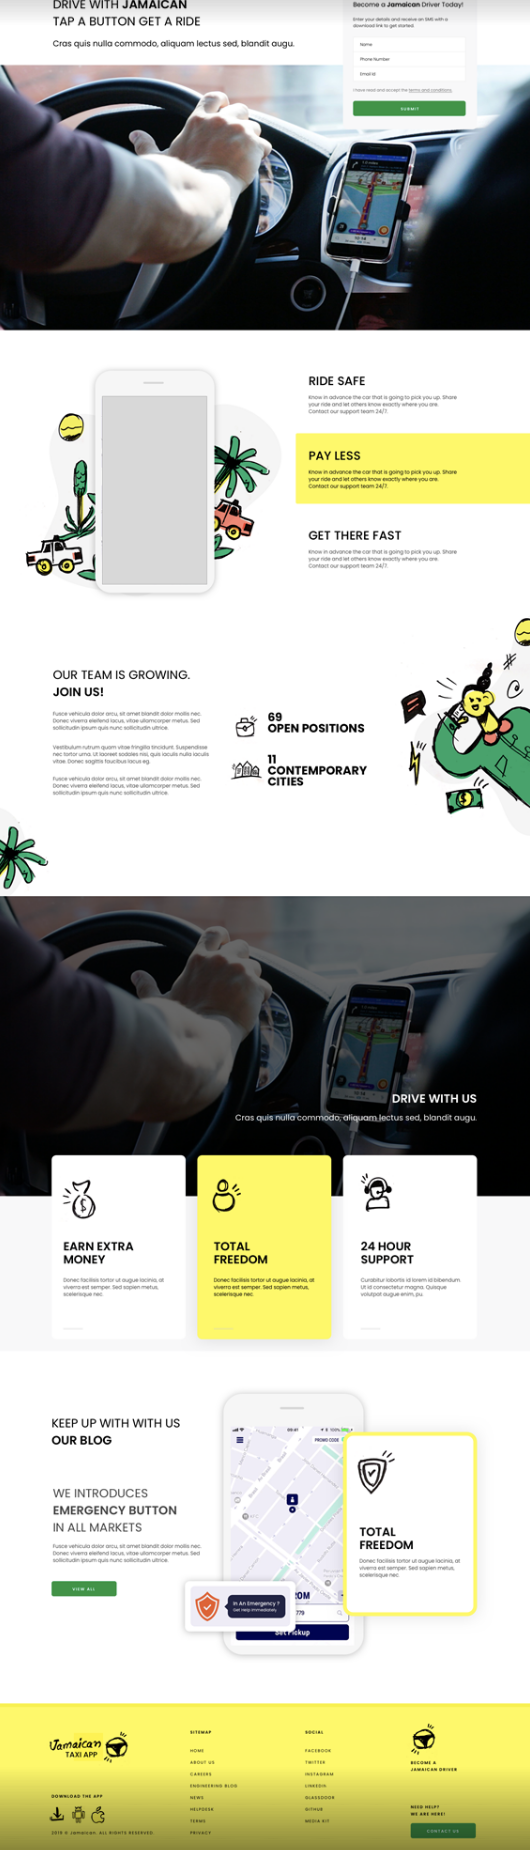 DRIVE WITH JAMAICAN
TAP A BUTTON GET A RIDE
Cras quis nulla commodo, aliquam lectus sed, blandit augu.
Become a Jamaican Driver Today!
Enter your details and receive an SMS with a
download link to get started.
Name
Phone Number
Email Id
I have read and accept the terms and conditions.
SUBMIT
RIDE SAFE
Know in advance the car that is going to pick you up. Share
your ride and let others know exactly where you are.
Contact our support team 24/7.
PAY LESS
Know in advance the car that is going to pick you up. Share
your ride and let others know exactly where you are.
Contact our support team 24/7.
GET THERE FAST
Know in advance the car that is going to pick you up. Share
your ride and let others know exactly where you are.
Contact our support team 24/7.
OUR TEAM IS GROWING.
JOIN US!
Fusce vehicula dolor arcu, sit amet blandit dolor mollis nec.
Donec viverra eleifend lacus, vitae ullamcorper metus. Sed
sollicitudin ipsum quis nunc sollicitudin ultrice.
Vestibulum rutrum quam vitae fringilla tincidunt. Suspendisse
nec tortor urna. Ut laoreet sodales nisi, quis iaculis nulla iaculis
vitae. Donec sagittis faucibus lacus eg.
Fusce vehicula dolor arcu, sit amet blandit dolor mollis nec.
Donec viverra eleifend lacus, vitae ullamcorper metus. Sed
sollicitudin ipsum quis nunc sollicitudin ultrice.
69
OPEN POSITIONS
11
CONTEMPORARY
CITIES
DRIVE WITH US
Cras quis nulla commodo, aliquam lectus sed, blandit augu.
EARN EXTRA
MONEY
Donec facilisis tortor ut augue lacinia, at
viverra est semper. Sed sapien metus,
scelerisque nec.
TOTAL
FREEDOM
Donec facilisis tortor ut augue lacinia, at
viverra est semper. Sed sapien metus,
scelerisque nec.
24 HOUR
SUPPORT
Curabitur lobortis id lorem id bibendum.
Ut id consectetur magna. Quisque
volutpat augue enim, pu.
KEEP UP WITH WITH US
OUR BLOG
WE INTRODUCES
EMERGENCY BUTTON
IN ALL MARKETS
Fusce vehicula dolor arcu, sit amet blandit dolor mollis nec.
Donec viverra eleifend lacus, vitae ullamcorper metus. Sed
sollicitudin ipsum quis nunc sollicitudin ultrice.
VIEW ALL
09:41
100%
PROMO CODE
In An Emergency ?
Get Help Immediately
ROM
779
Set Pickup
TOTAL
FREEDOM
Donec facilisis tortor ut augue lacinia, at
viverra est semper. Sed sapien metus,
scelerisque nec.
Jamaican
TAXI APP
DOWNLOAD THE APP
2019 © Jamaican. ALL RIGHTS RESERVED
SITEMAP
HOME
ABOUT US
CAREERS
ENGINEERING BLOG
NEWS
HELPDESK
TERMS
PRIVACY
SOCIAL
FACEBOOK
TWITTER
INSTAGRAM
LINKEDIN
GLASSDOOR
GITHUB
MEDIA KIT
BECOME A
JAMAICAN DRIVER
NEED HELP?
WE ARE HERE!
CONTACT US